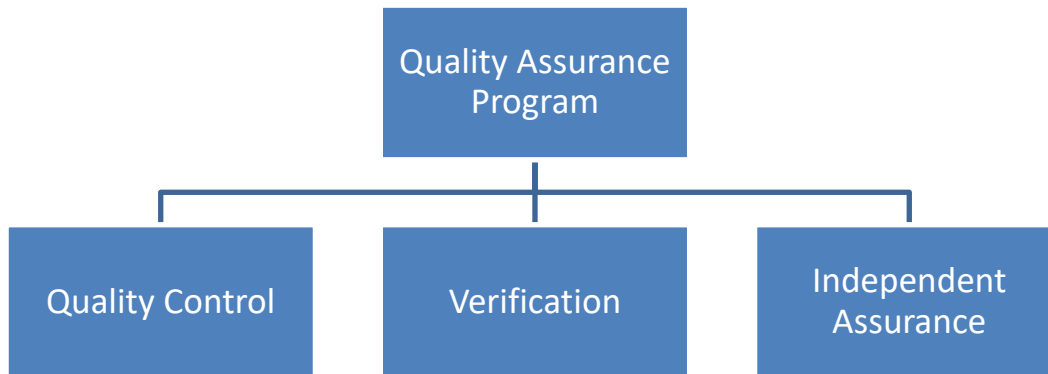 Quality Assurance
Program
Quality Control
Verification
Independent
Assurance